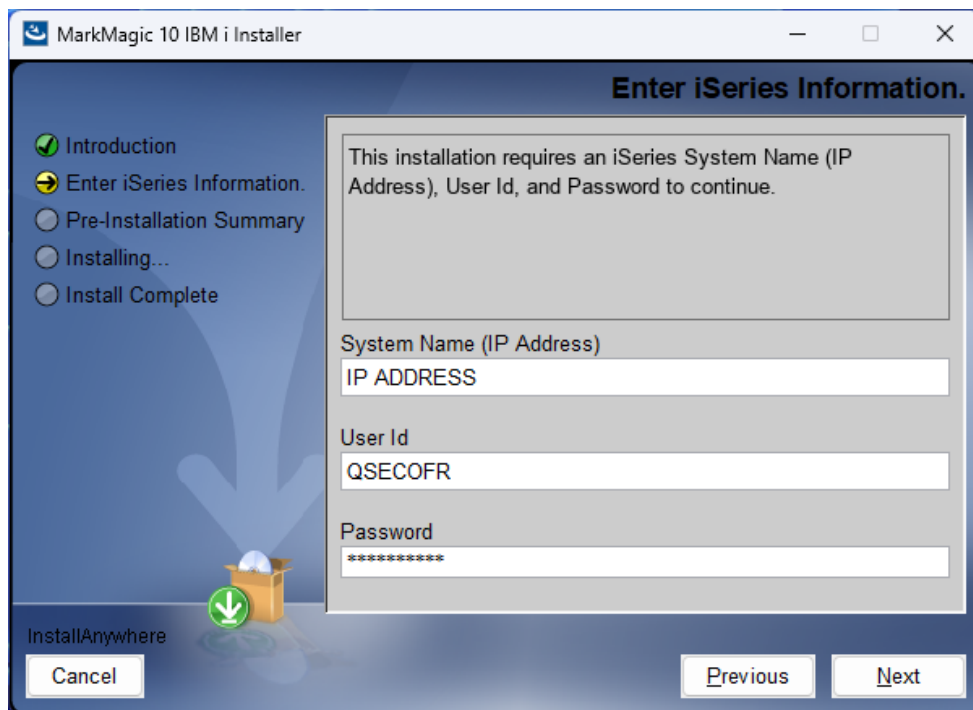 MarkMagic 10 IBM i Installer
Enter iSeries Information.
Introduction
Enter iSeries Information.
Pre-Installation Summary
Installing...
Install Complete
This installation requires an iSeries System Name (IP
Address), User Id, and Password to continue.
System Name (IP Address)
IP ADDRESS
User Id
QSECOFR
Password
**********
InstallAnywhere
Cancel
Previous
Next